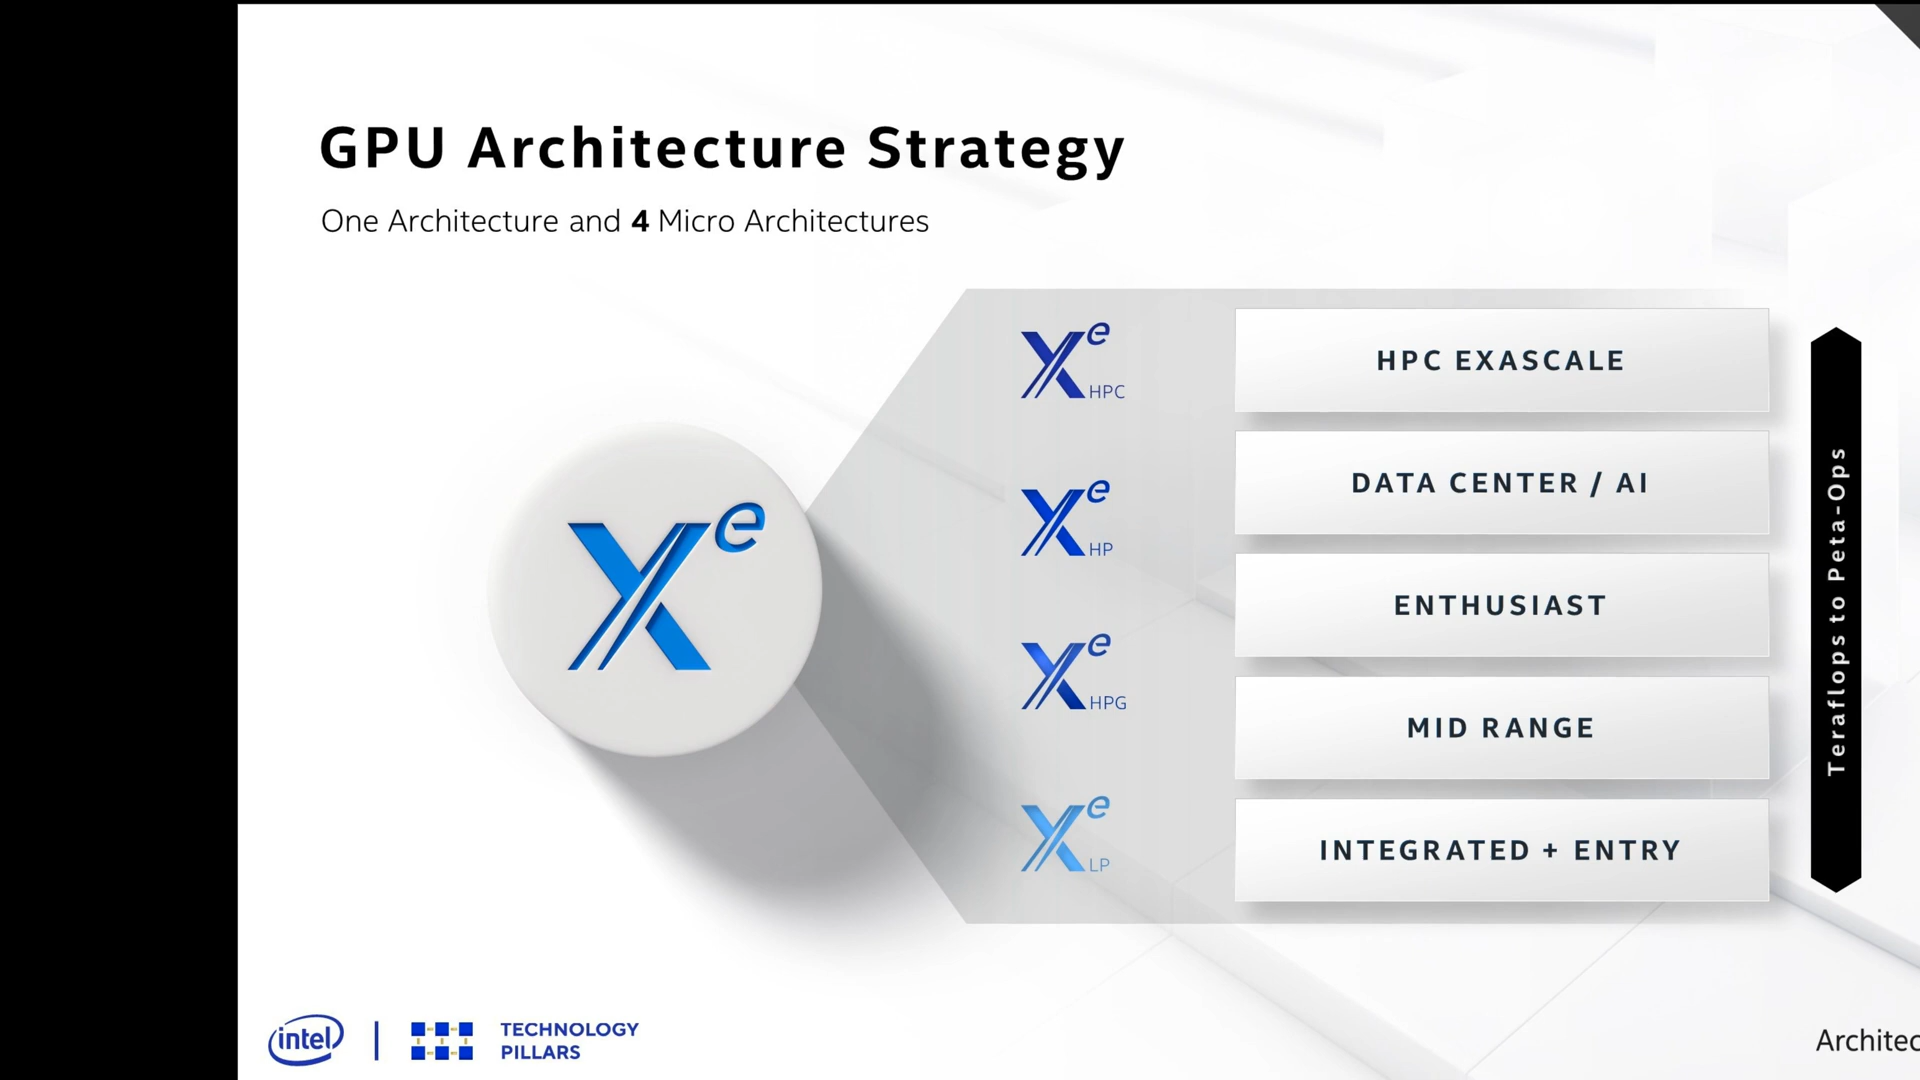 GPU Architecture Strategy
One Architecture and 4 Micro Architectures
Xe
Xe HPC
Xe HP
Xe HPG
Xe LP
HPC EXASCALE
DATA CENTER / AI
ENTHUSIAST
MID RANGE
INTEGRATED + ENTRY
Teraflops to Peta-Ops
intel
TECHNOLOGY
PILLARS
Architec